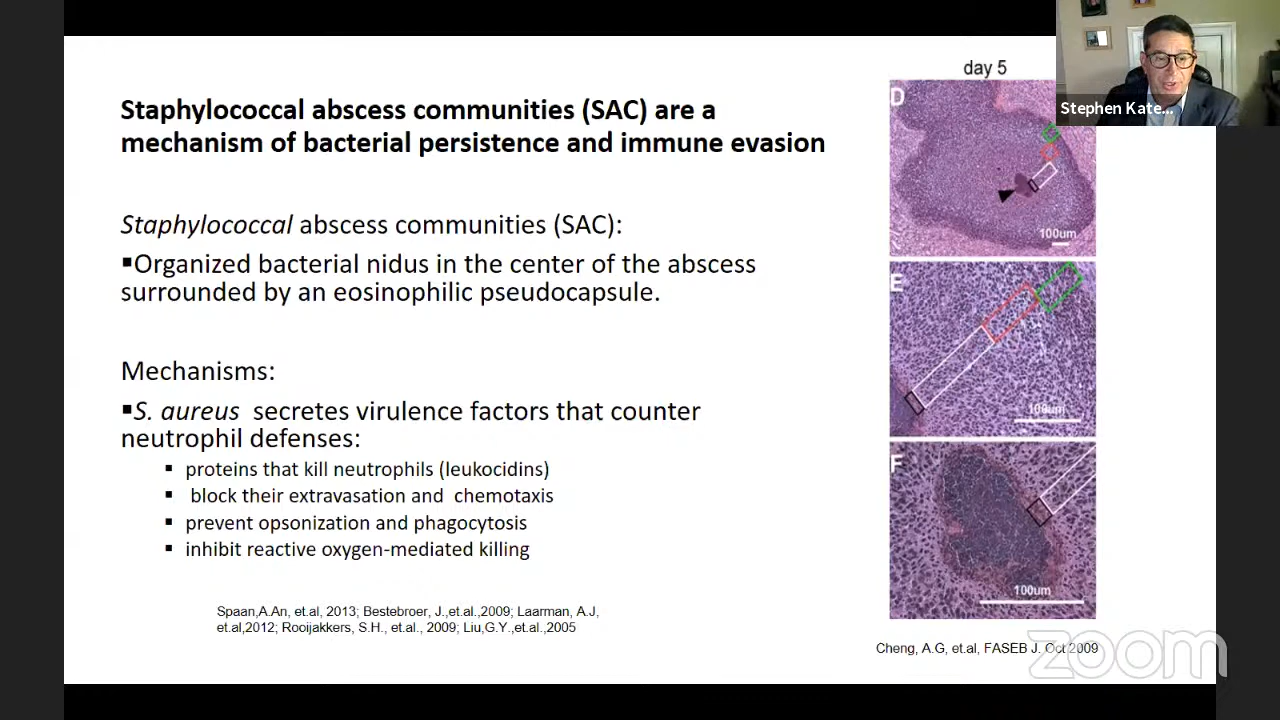 Staphylococcal abscess communities (SAC) are a
mechanism of bacterial persistence and immune evasion
Staphylococcal abscess communities (SAC):
▪Organized bacterial nidus in the center of the abscess
surrounded by an eosinophilic pseudocapsule.
Mechanisms:
▪S. aureus secretes virulence factors that counter
neutrophil defenses:
▪ proteins that kill neutrophils (leukocidins)
▪ block their extravasation and chemotaxis
▪ prevent opsonization and phagocytosis
▪ inhibit reactive oxygen-mediated killing
Spaan,A.An, et.al, 2013; Bestebroer, J.,et.al.,2009; Laarman, A.J,
et.al,2012; Rooijakkers, S.H., et.al., 2009; Liu,G.Y.,et.al.,2005
day 5
D
100um
E
100um
F
100um
Cheng, A.G, et.al, FASEB J. Oct 2009
Stephen Kate...
zoom